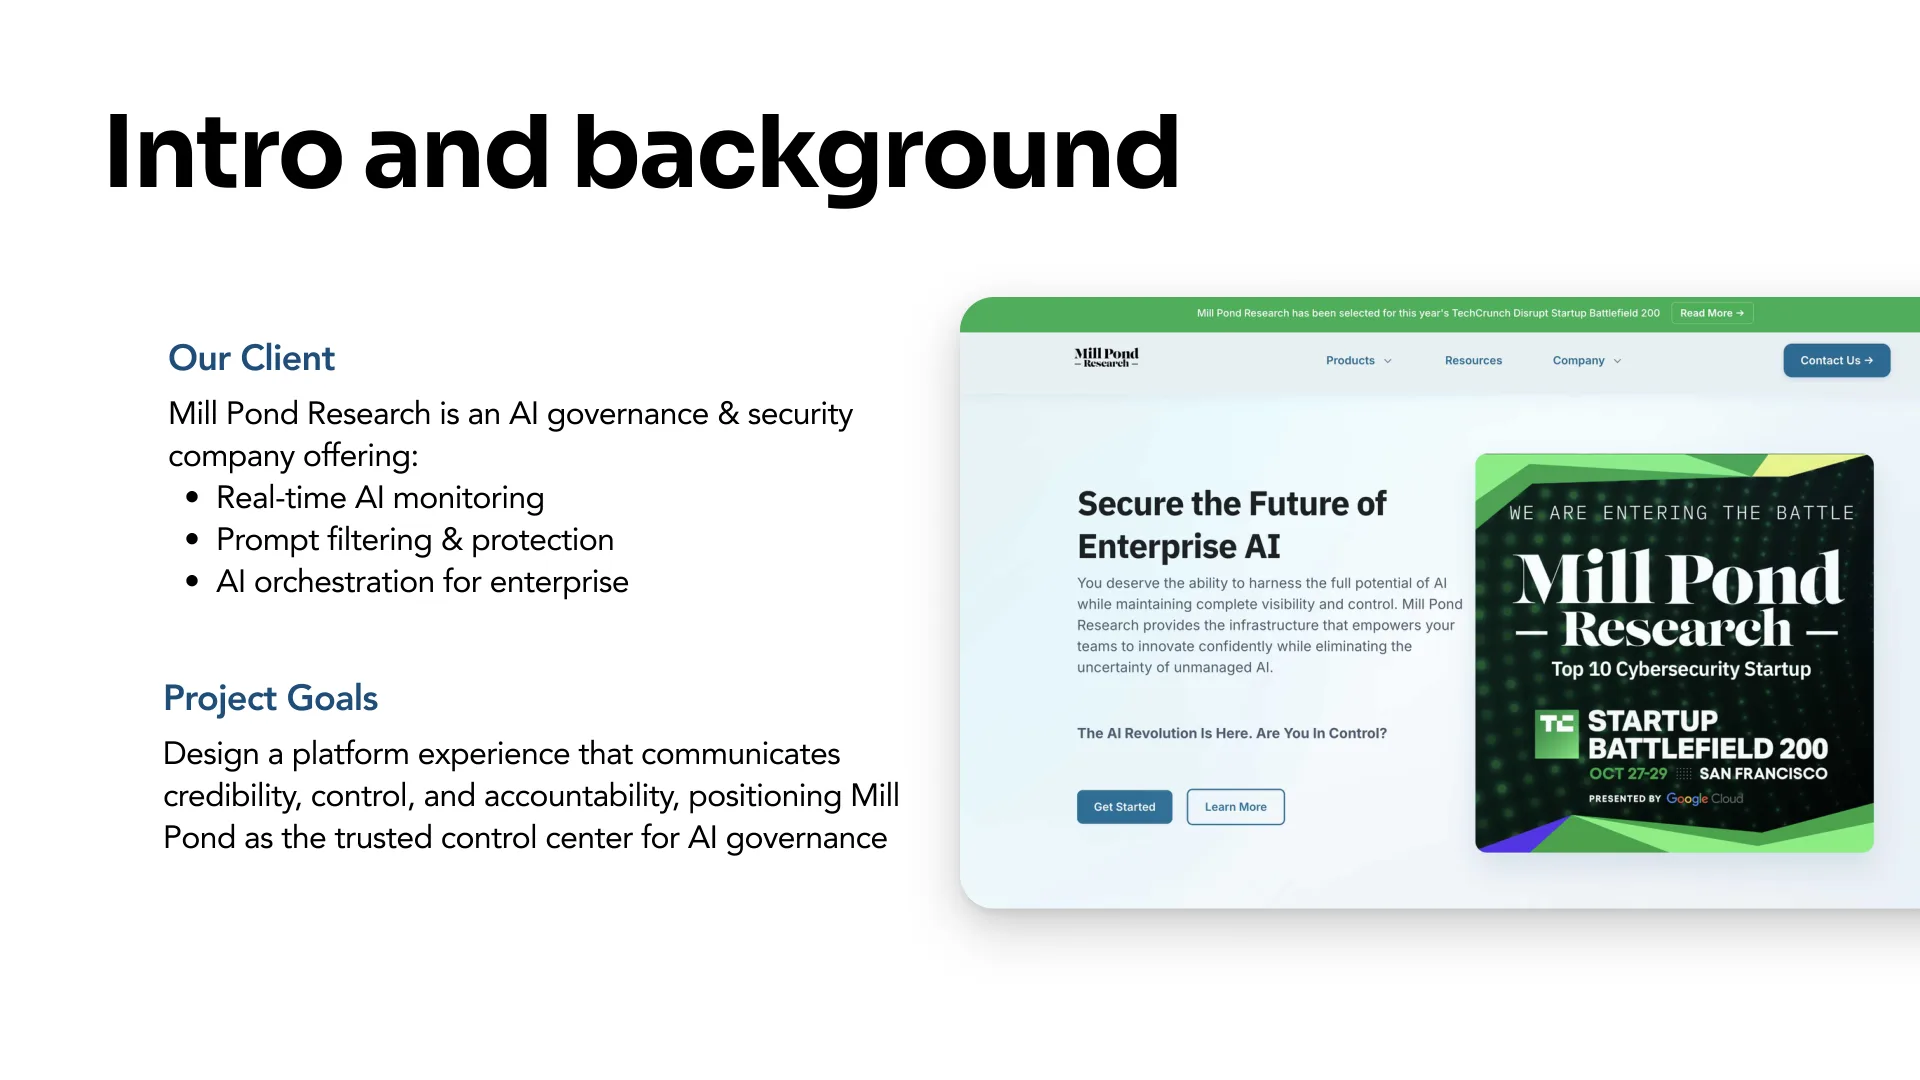 Intro and background
Our Client
Mill Pond Research is an AI governance & security
company offering:
• Real-time AI monitoring
• Prompt filtering & protection
• AI orchestration for enterprise
Project Goals
Design a platform experience that communicates
credibility, control, and accountability, positioning Mill
Pond as the trusted control center for AI governance
Mill Pond Research has been selected for this year's TechCrunch Disrupt Startup Battlefield 200 Read More →
Mill Pond
– Research –
Products Resources Company Contact Us →
Secure the Future of
Enterprise AI
You deserve the ability to harness the full potential of AI
while maintaining complete visibility and control. Mill Pond
Research provides the infrastructure that empowers your
teams to innovate confidently while eliminating the
uncertainty of unmanaged AI.
The AI Revolution Is Here. Are You In Control?
Get Started Learn More
WE ARE ENTERING THE BATTLE
Mill Pond
– Research –
Top 10 Cybersecurity Startup
TC STARTUP
BATTLEFIELD 200
OCT 27-29 SAN FRANCISCO
PRESENTED BY Google Cloud